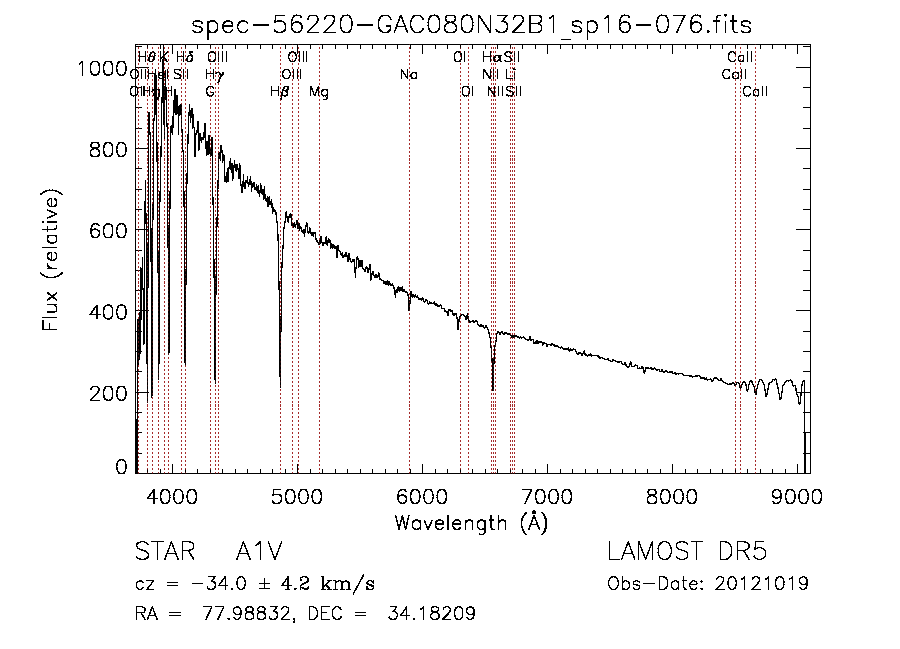 spec-56220-GAC080N32B1_sp16-076.fits
Hδ OIII OIII OI Hα SII CaII
SII Hγ OIII Na NII Li CaII
G Hβ Mg OI NII SII CaII
1000
800
600
400
200
0
Flux (relative)
4000 5000 6000 7000 8000 9000
Wavelength (Å)
STAR A1V LAMOST DR5
cz = −34.0 ± 4.2 km/s Obs-Date: 20121019
RA = 77.98832, DEC = 34.18209